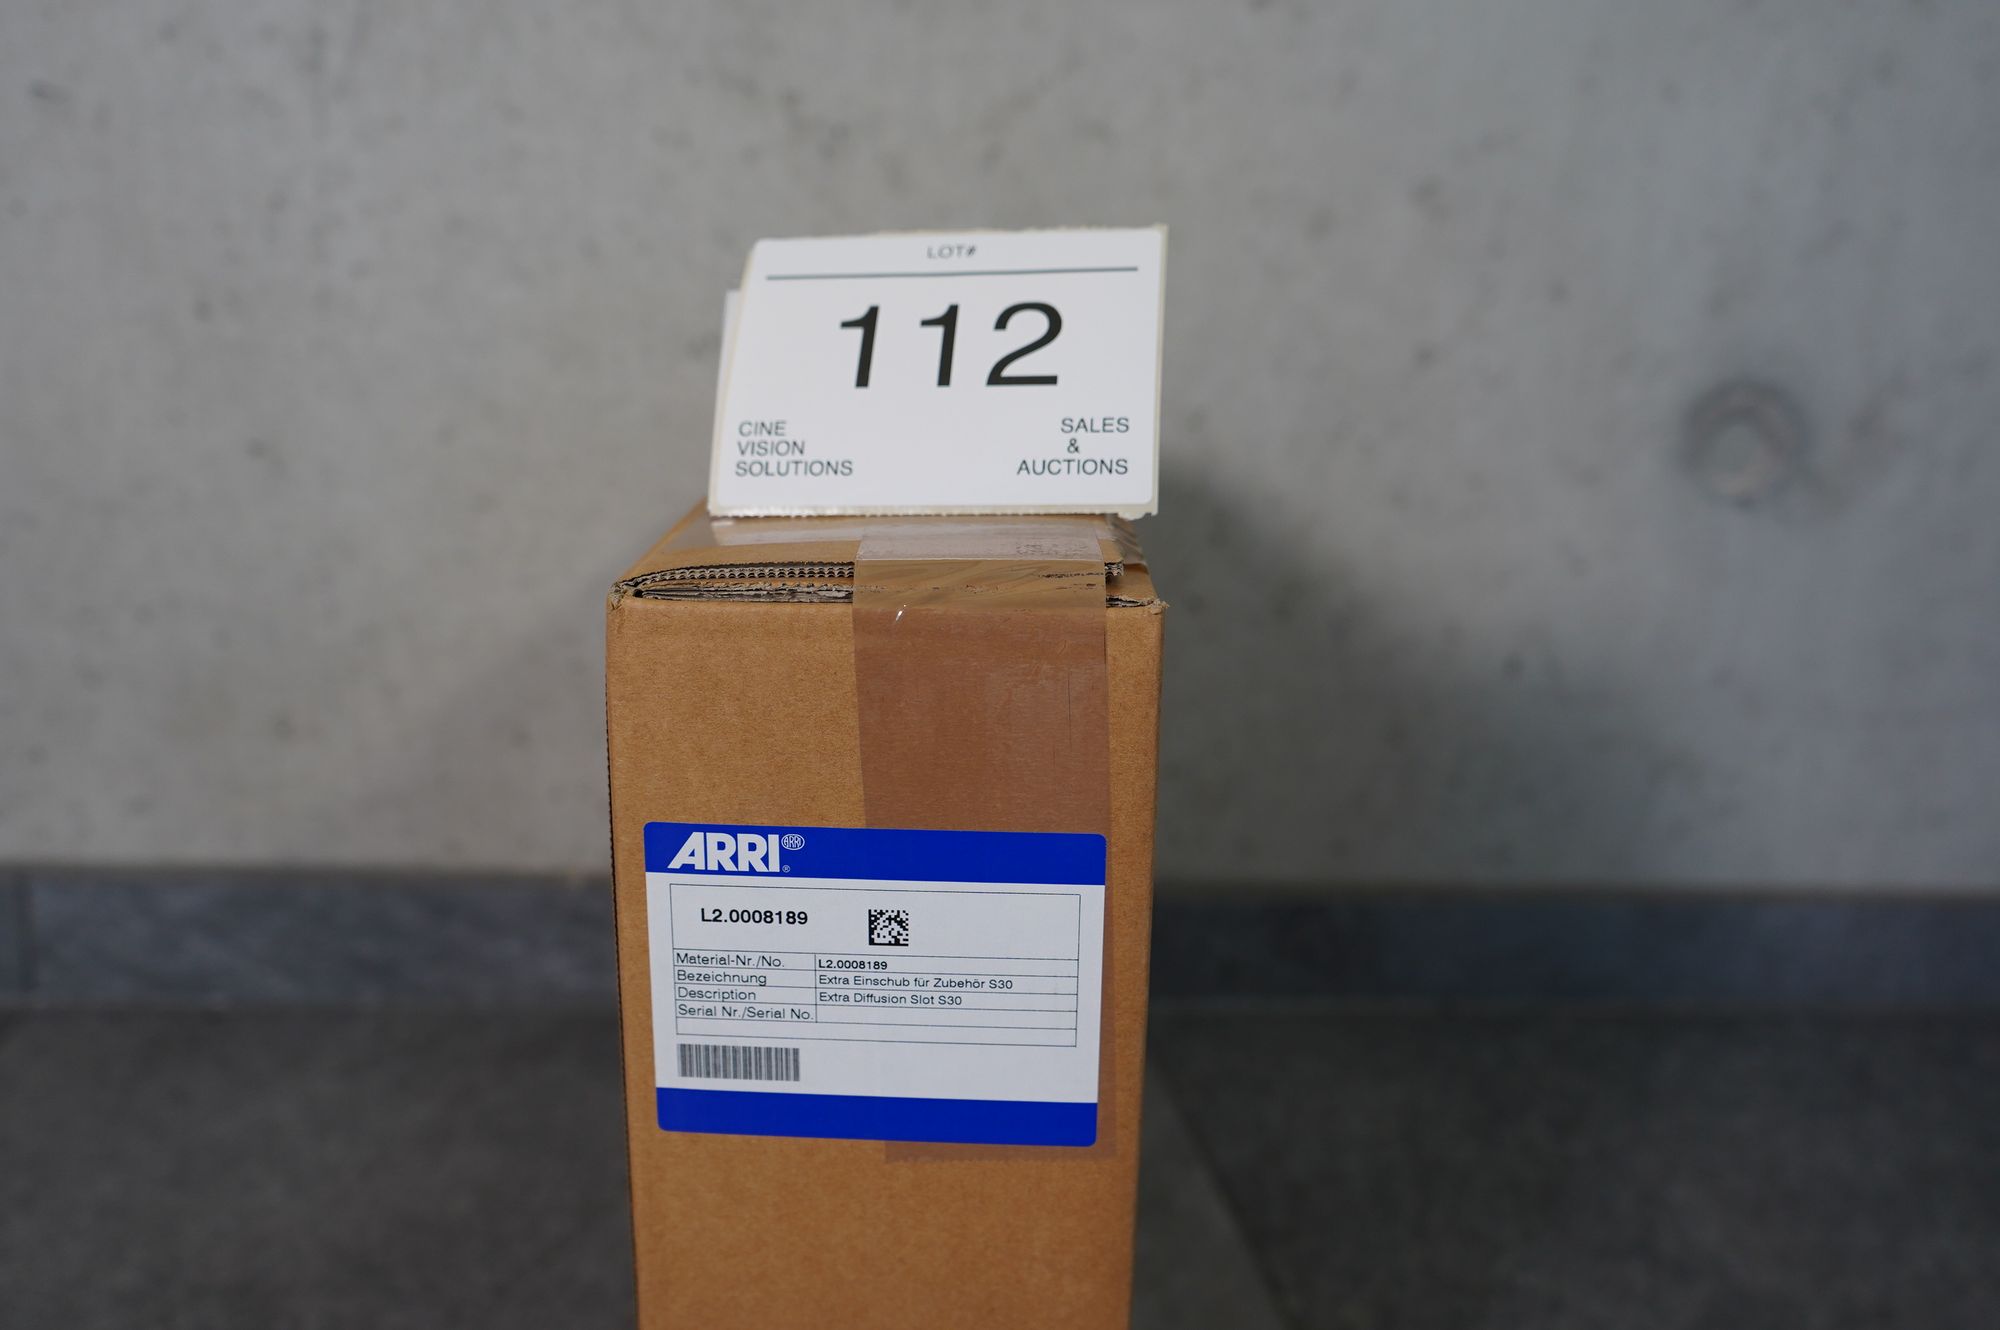 LOT#
112
CINE
VISION
SOLUTIONS
SALES
&
AUCTIONS
ARRI ARRI ®
L2.0008189
Material-Nr./No. L2.0008189
Bezeichnung Extra Einschub für Zubehör S30
Description Extra Diffusion Slot S30
Serial Nr./Serial No.